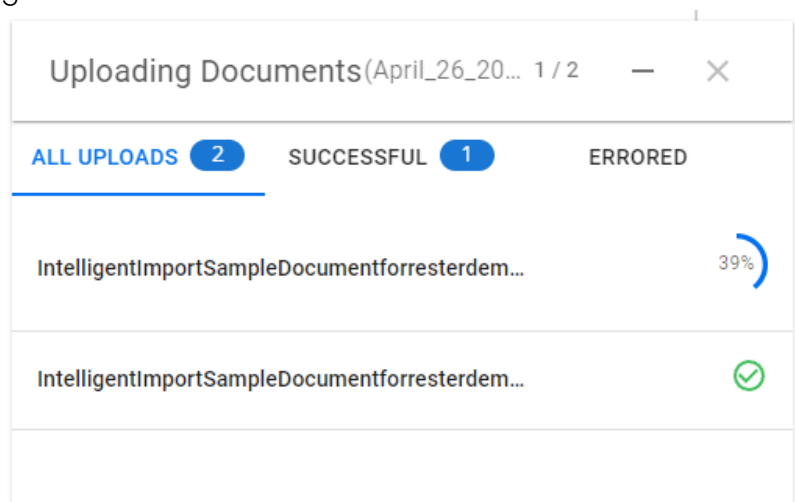 Uploading Documents(April_26_20... 1 / 2
ALL UPLOADS 2 SUCCESSFUL 1 ERRORED
IntelligentImportSampleDocumentforresterdem... 39%
IntelligentImportSampleDocumentforresterdem...